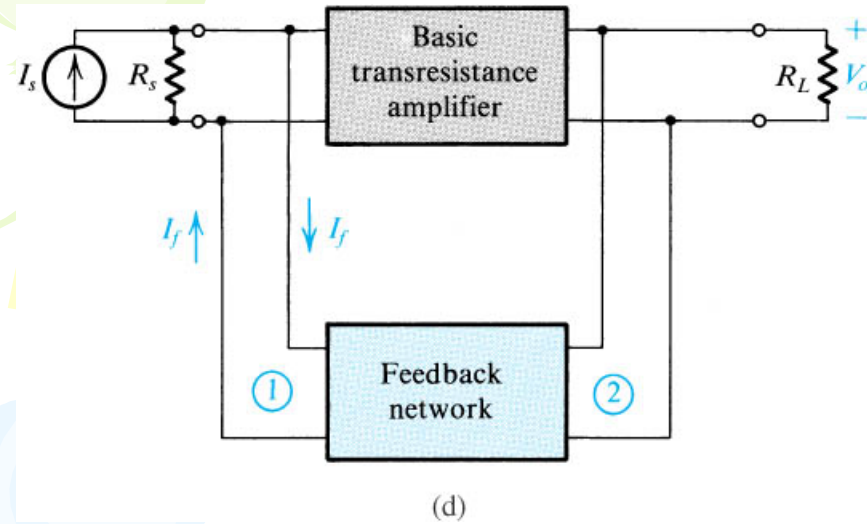 Basic
transresistance
amplifier
I_s
R_s
R_L
+
V_o
−
I_f
I_f
Feedback
network
1
2
(d)